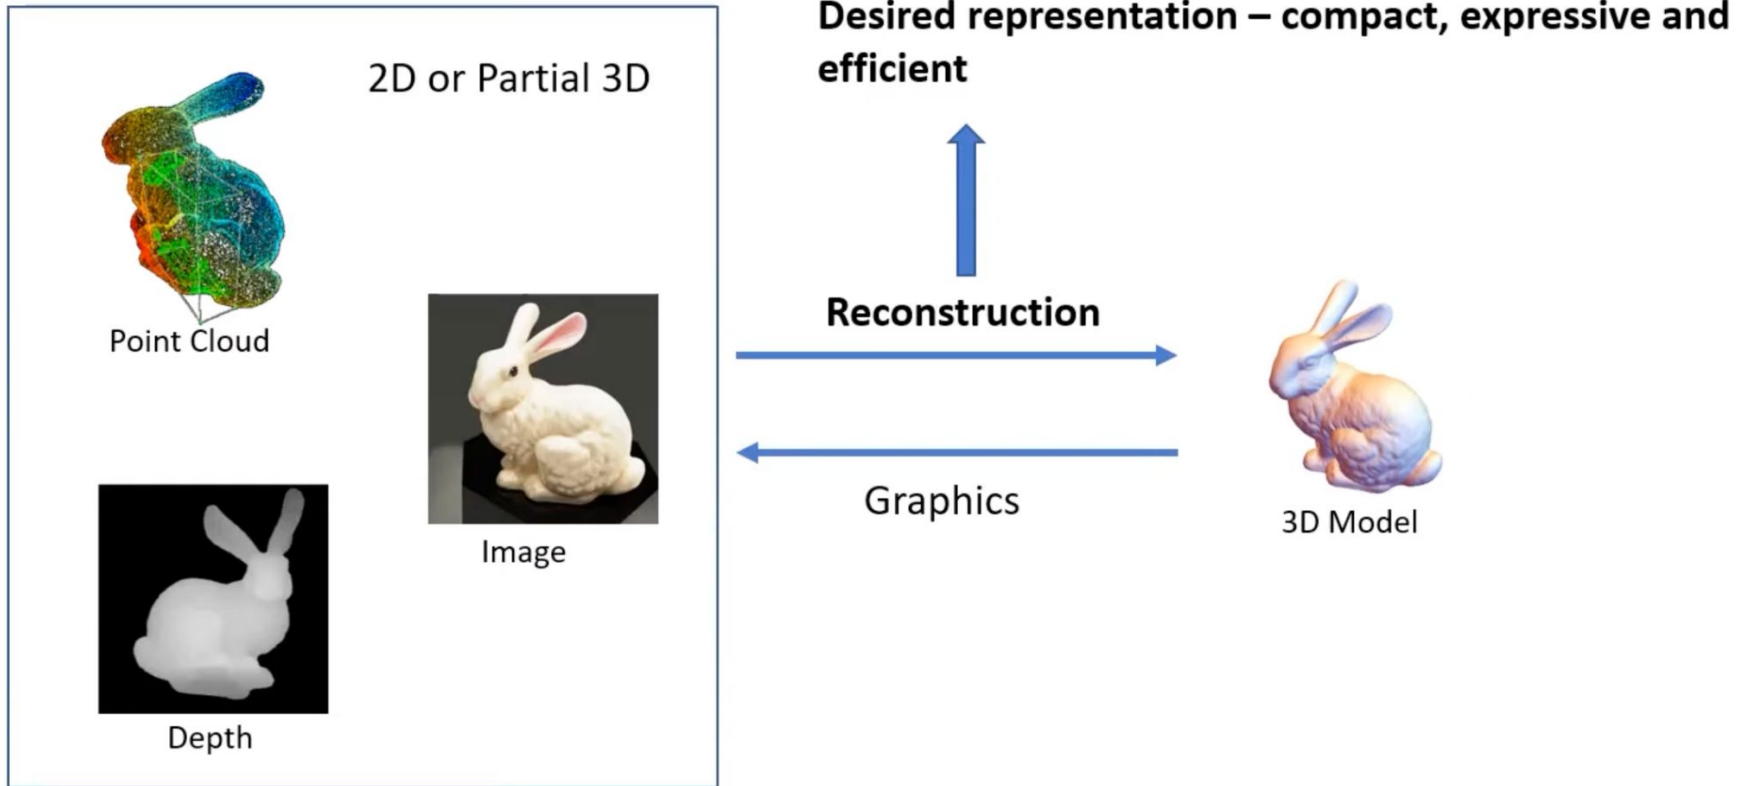 Desired representation – compact, expressive and
efficient
2D or Partial 3D
Point Cloud
Image
Depth
Reconstruction
Graphics
3D Model